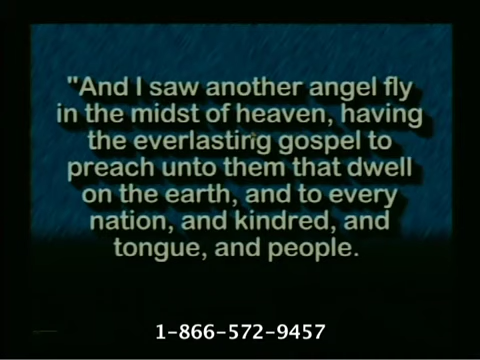 "And I saw another angel fly
in the midst of heaven, having
the everlasting gospel to
preach unto them that dwell
on the earth, and to every
nation, and kindred, and
tongue, and people.
1-866-572-9457